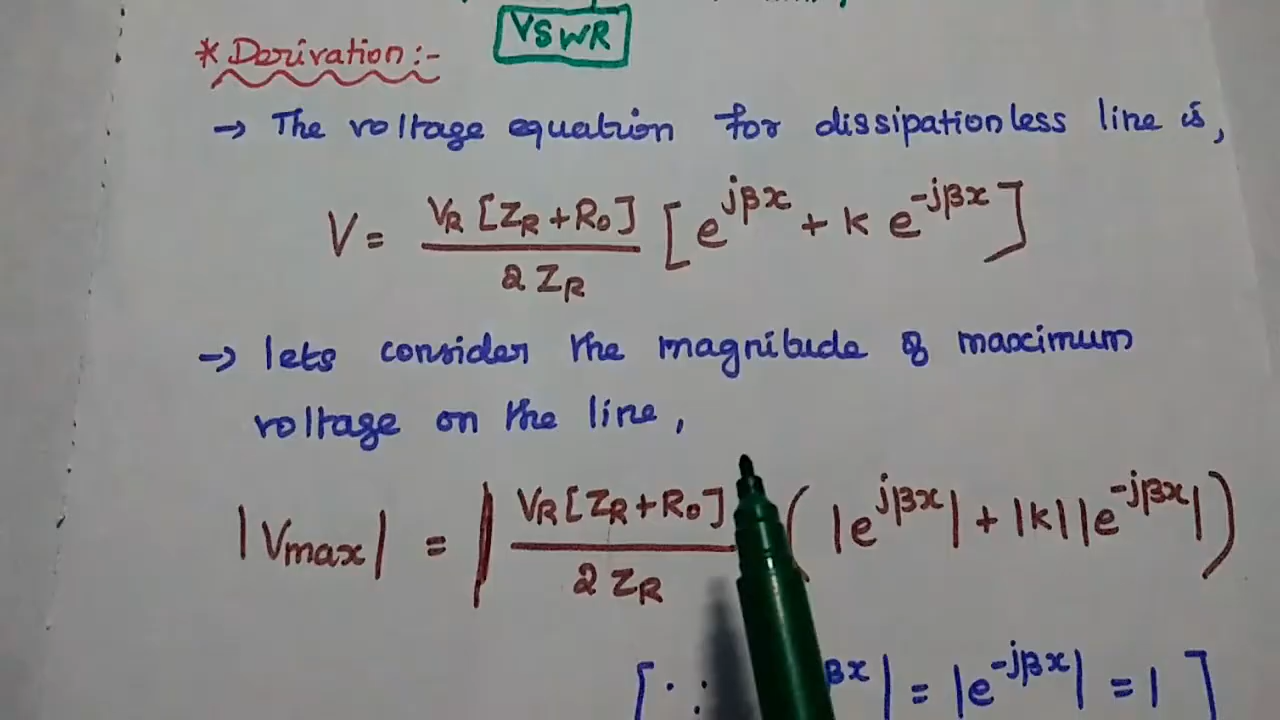 VSWR
* Derivation :-
→ The voltage equation for dissipationless line is,
V = VR [ZR + R0] / 2 ZR [e^jβx + k e^-jβx]
→ lets consider the magnitude of maximum
voltage on the line,
|Vmax| = | VR [ZR + R0] / 2 ZR ( |e^jβx| + |k| |e^-jβx| )
[∵ βx| = |e^-jβx| = 1 ]